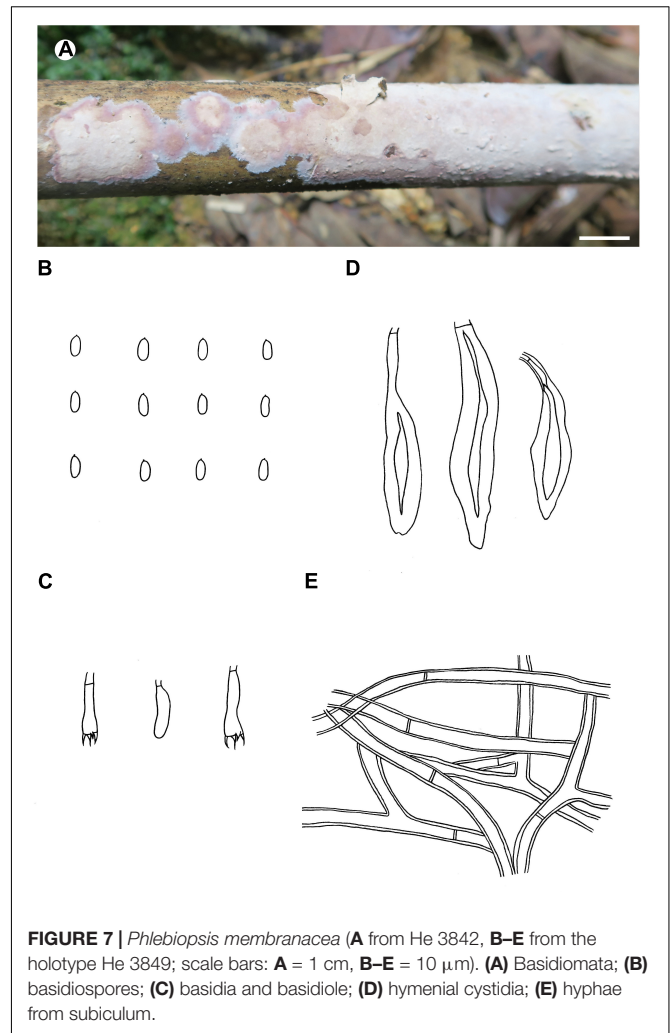 A
B
D
C
E
FIGURE 7 | Phlebiopsis membranacea (A from He 3842, B–E from the
holotype He 3849; scale bars: A = 1 cm, B–E = 10 μm). (A) Basidiomata; (B)
basidiospores; (C) basidia and basidiole; (D) hymenial cystidia; (E) hyphae
from subiculum.